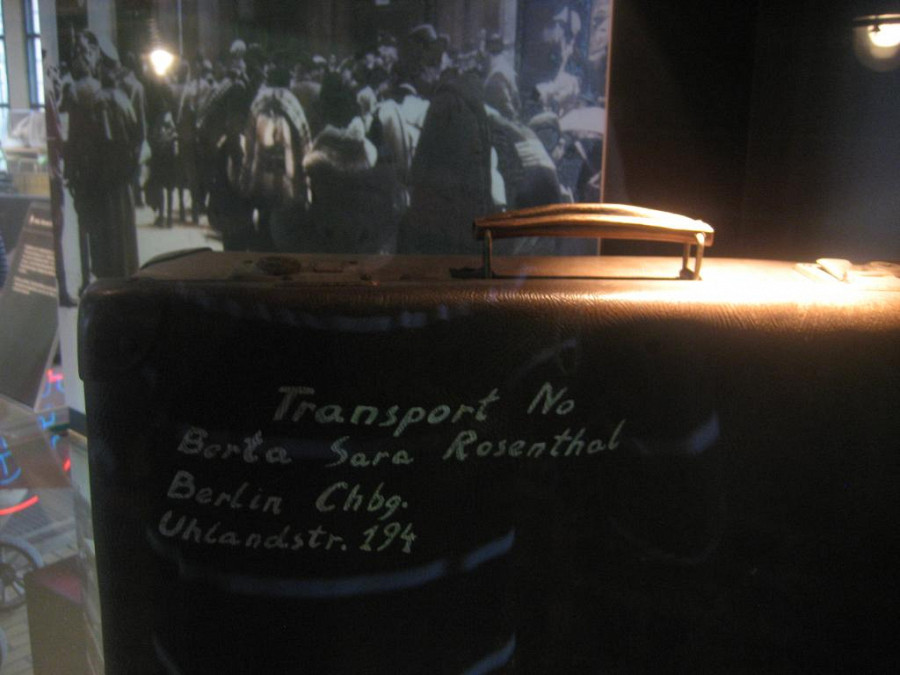 Transport No
Berta Sara Rosenthal
Berlin Chbg.
Uhlandstr. 194